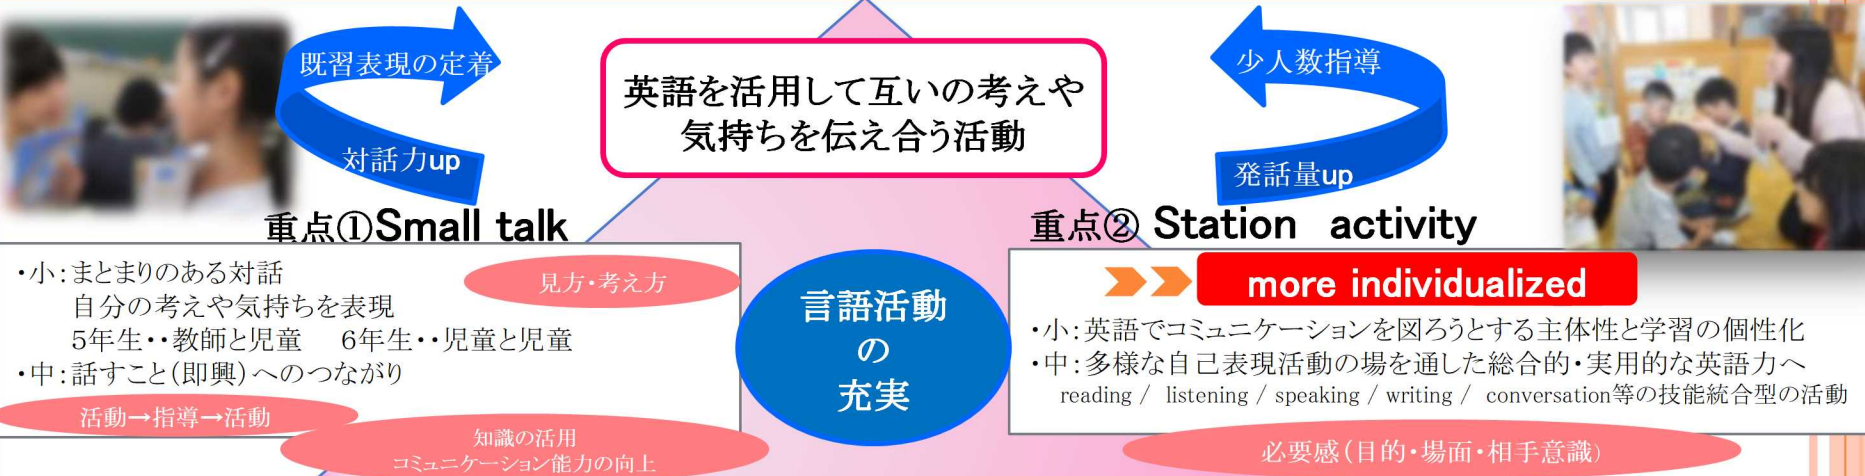 既習表現の定着
対話力up
英語を活用して互いの考えや
気持ちを伝え合う活動
少人数指導
発話量up
重点①Small talk
・小：まとまりのある対話
自分の考えや気持ちを表現
5年生・・教師と児童　6年生・・児童と児童
・中：話すこと(即興)へのつながり
見方・考え方
活動→指導→活動
知識の活用
コミュニケーション能力の向上
言語活動
の
充実
重点② Station activity
more individualized
・小：英語でコミュニケーションを図ろうとする主体性と学習の個性化
・中：多様な自己表現活動の場を通した総合的・実用的な英語力へ
reading / listening / speaking / writing / conversation等の技能統合型の活動
必要感(目的・場面・相手意識)